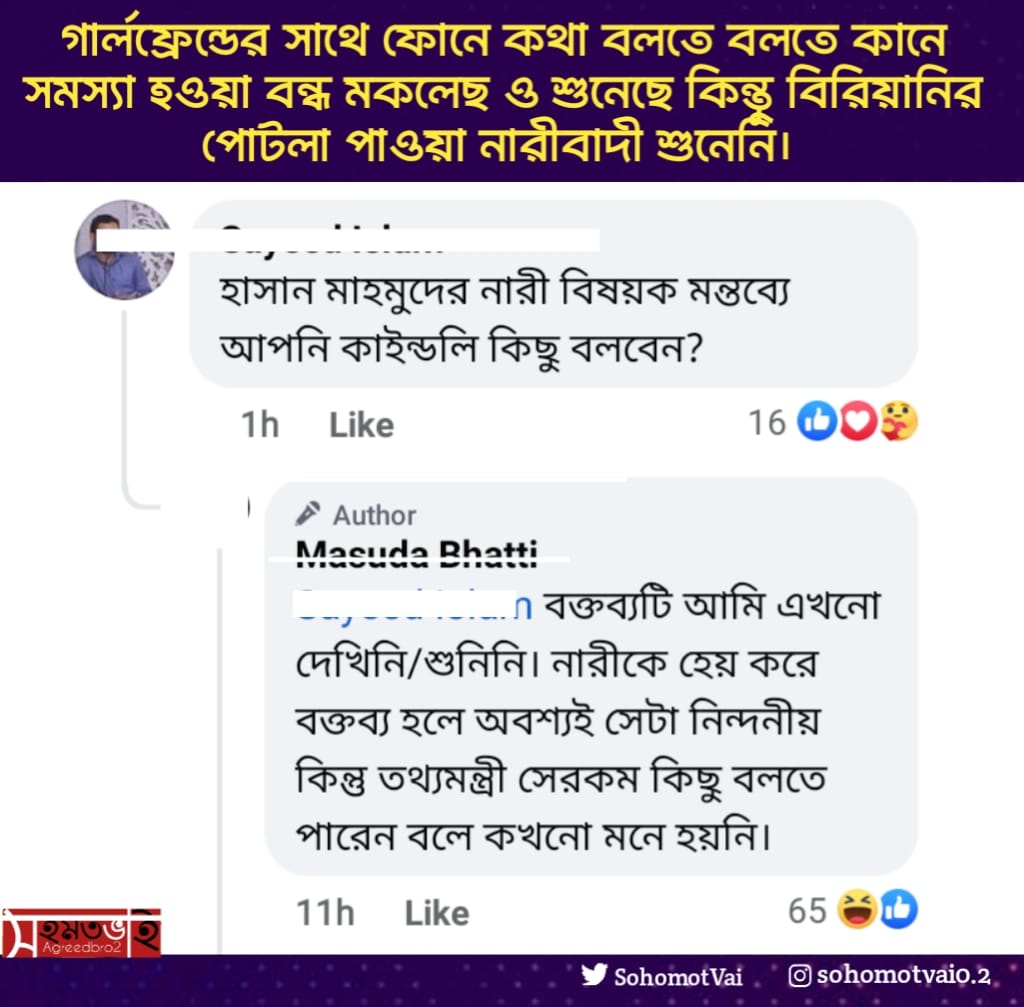 গার্লফ্রেন্ডের সাথে ফোনে কথা বলতে বলতে কানে
সমস্যা হওয়া বন্ধ মকলেছ ও শুনেছে কিন্তু বিরিয়ানির
পোটলা পাওয়া নারীবাদী শুনেনি।
হাসান মাহমুদের নারী বিষয়ক মন্তব্যে
আপনি কাইন্ডলি কিছু বলবেন?
1h Like 16
Author
Masuda Bhatti
বক্তব্যটি আমি এখনো
দেখিনি/শুনিনি। নারীকে হেয় করে
বক্তব্য হলে অবশ্যই সেটা নিন্দনীয়
কিন্তু তথ্যমন্ত্রী সেরকম কিছু বলতে
পারেন বলে কখনো মনে হয়নি।
11h Like 65
সহমতভাই
Agreedbro2
SohomotVai sohomotvai0.2